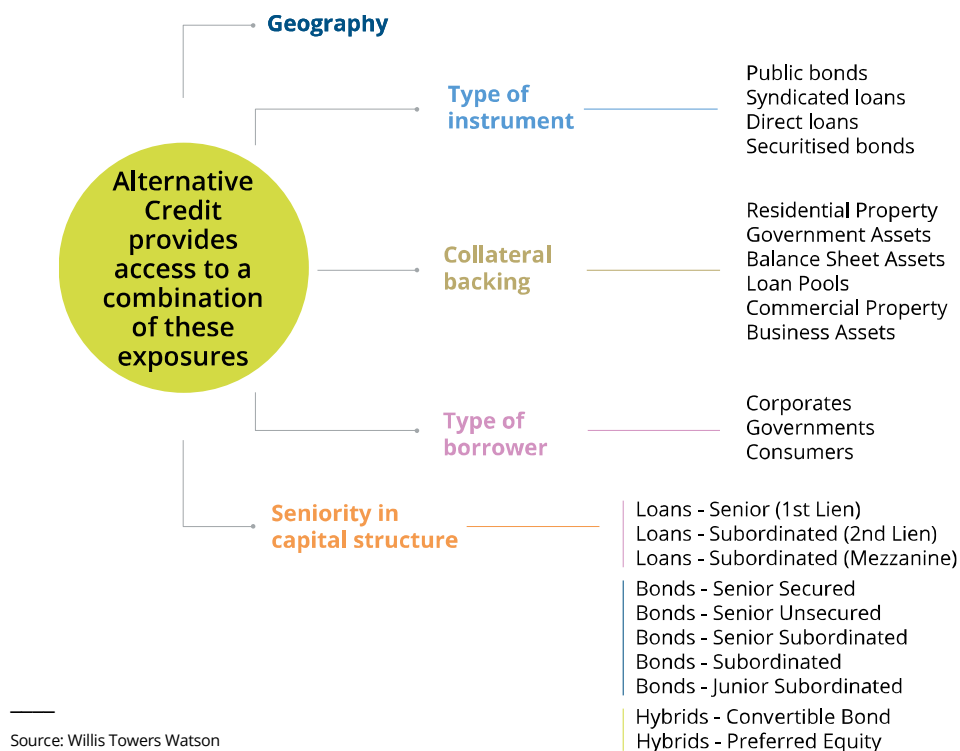 Geography
Type of
instrument
Public bonds
Syndicated loans
Direct loans
Securitised bonds
Alternative
Credit
provides
access to a
combination
of these
exposures
Collateral
backing
Residential Property
Government Assets
Balance Sheet Assets
Loan Pools
Commercial Property
Business Assets
Type of
borrower
Corporates
Governments
Consumers
Seniority in
capital structure
Loans - Senior (1st Lien)
Loans - Subordinated (2nd Lien)
Loans - Subordinated (Mezzanine)
Bonds - Senior Secured
Bonds - Senior Unsecured
Bonds - Senior Subordinated
Bonds - Subordinated
Bonds - Junior Subordinated
Hybrids - Convertible Bond
Hybrids - Preferred Equity
Source: Willis Towers Watson